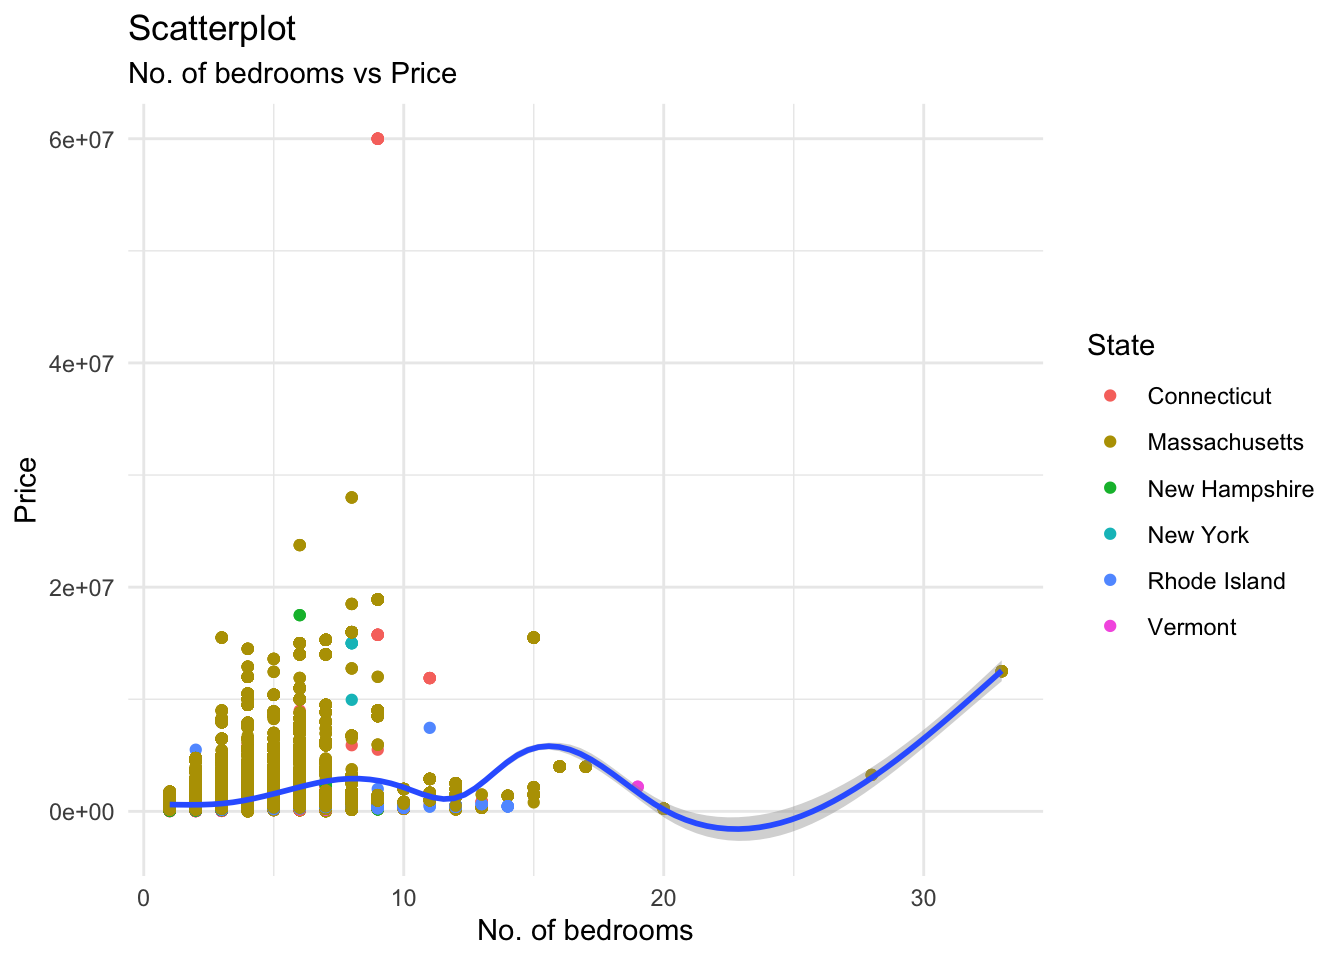 Scatterplot
No. of bedrooms vs Price
6e+07
4e+07
2e+07
0e+00
Price
0
10
20
30
No. of bedrooms
State
Connecticut
Massachusetts
New Hampshire
New York
Rhode Island
Vermont